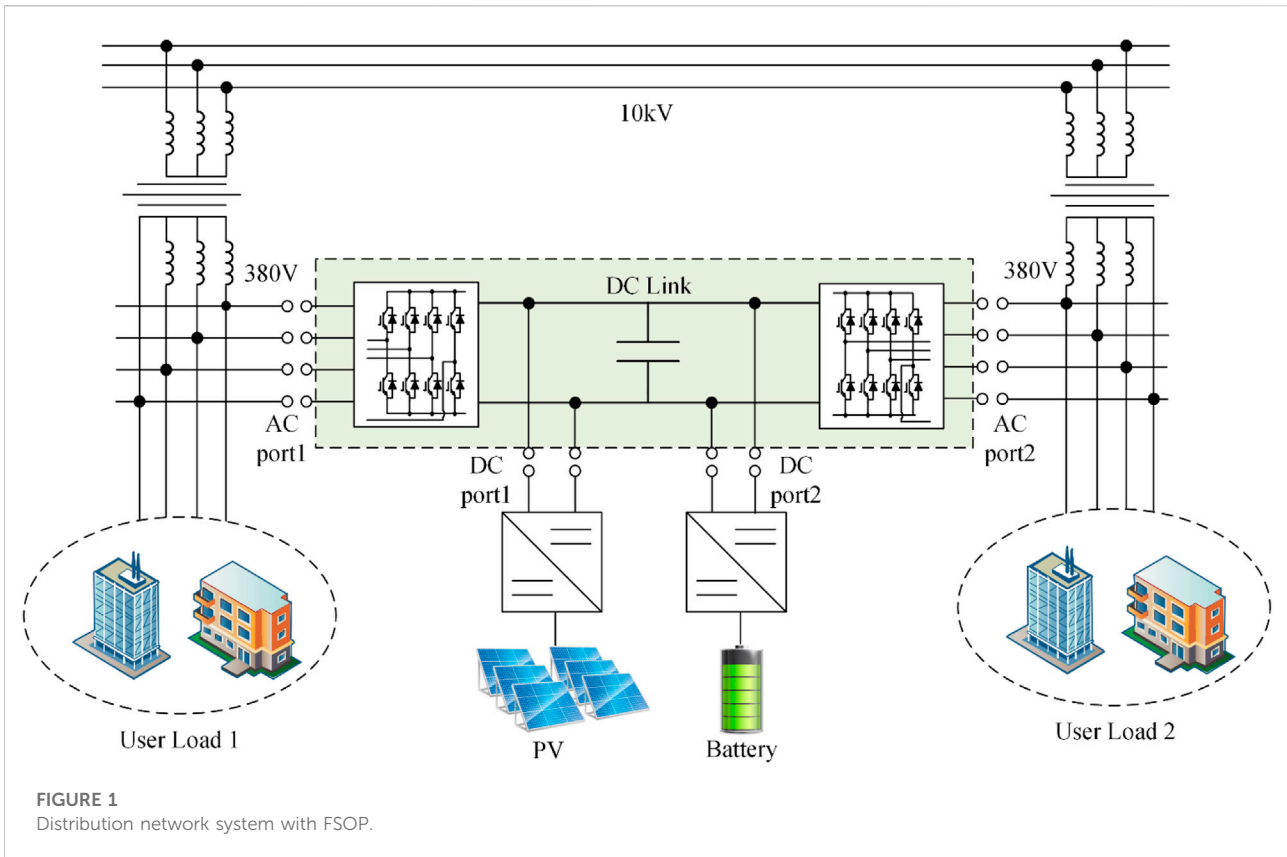 10kV
380V
DC Link
380V
AC
port1
DC
port1
DC
port2
AC
port2
User Load 1
PV
Battery
User Load 2
FIGURE 1
Distribution network system with FSOP.